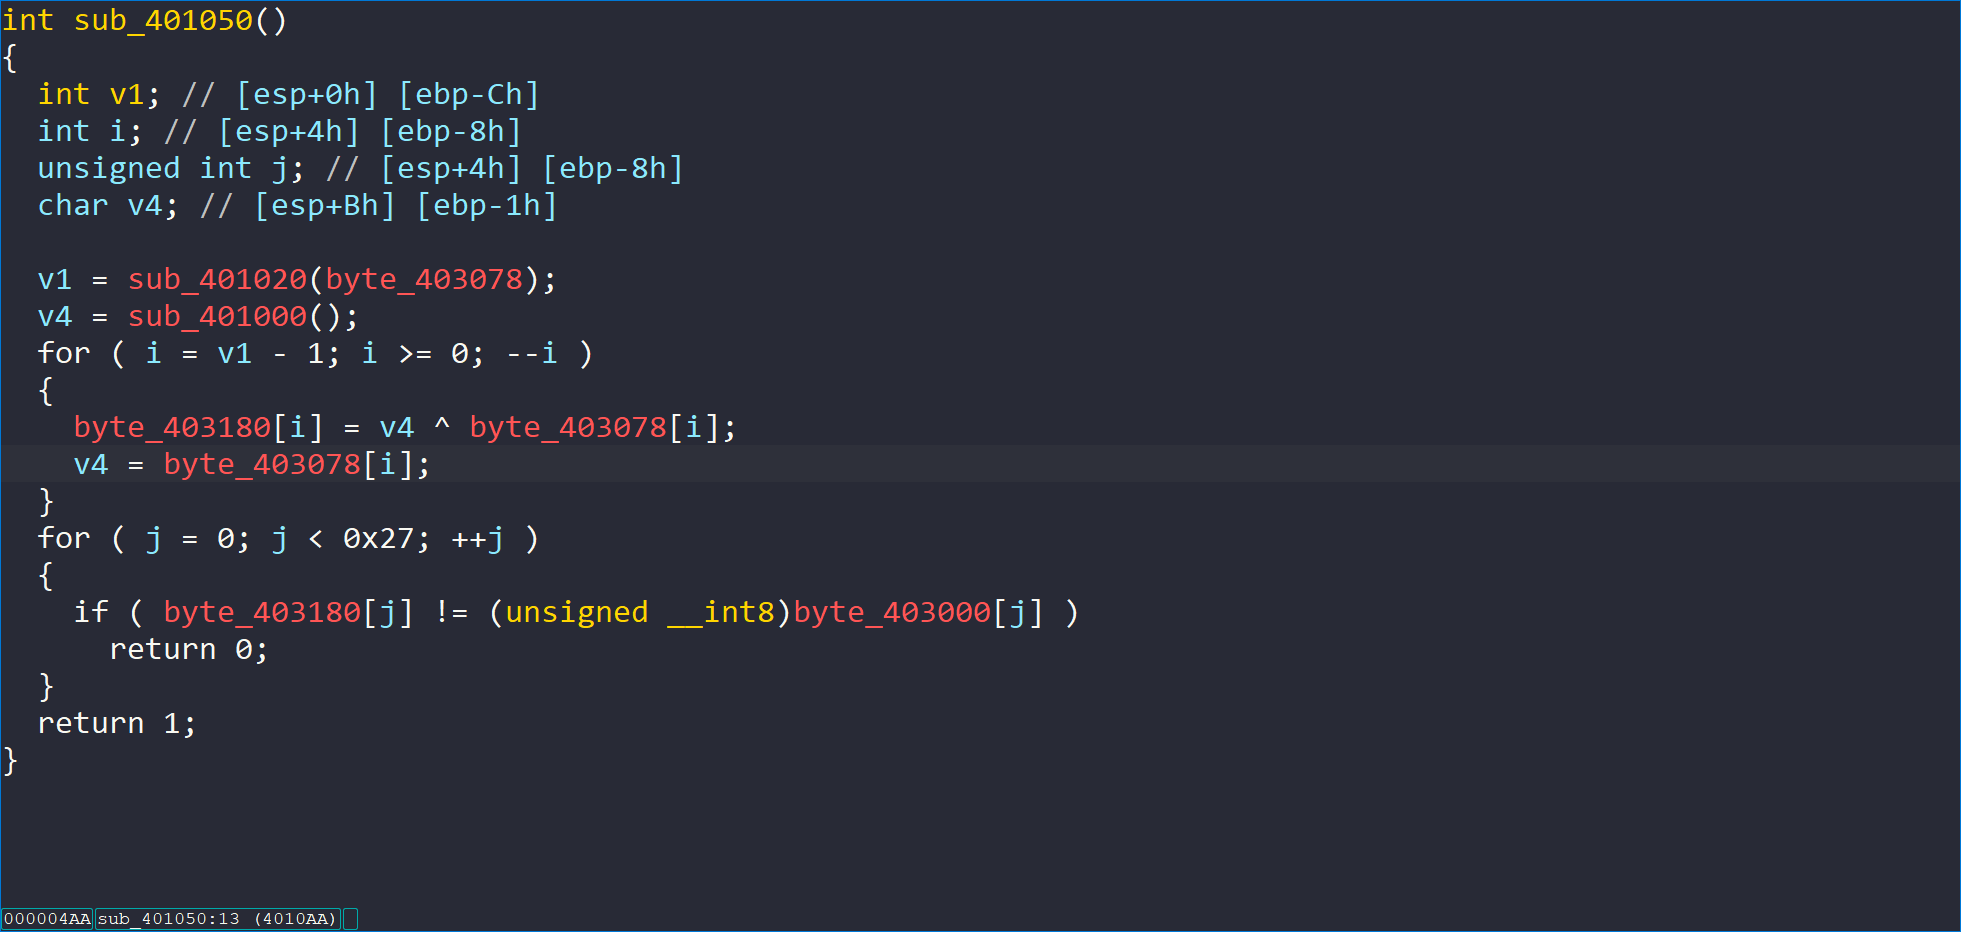 int sub_401050()
{
  int v1; // [esp+0h] [ebp-Ch]
  int i; // [esp+4h] [ebp-8h]
  unsigned int j; // [esp+4h] [ebp-8h]
  char v4; // [esp+Bh] [ebp-1h]

  v1 = sub_401020(byte_403078);
  v4 = sub_401000();
  for ( i = v1 - 1; i >= 0; --i )
  {
    byte_403180[i] = v4 ^ byte_403078[i];
    v4 = byte_403078[i];
  }
  for ( j = 0; j < 0x27; ++j )
  {
    if ( byte_403180[j] != (unsigned __int8)byte_403000[j] )
      return 0;
  }
  return 1;
}
000004AA sub_401050:13 (4010AA)